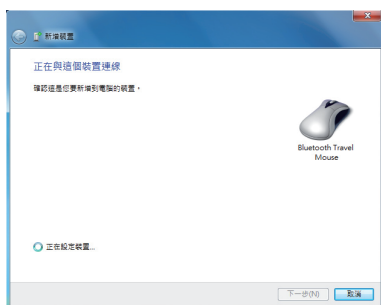 新增裝置
正在與這個裝置連線
確認這是您要新增到電腦的裝置。
Bluetooth Travel
Mouse
正在設定裝置...
下一步(N)
取消